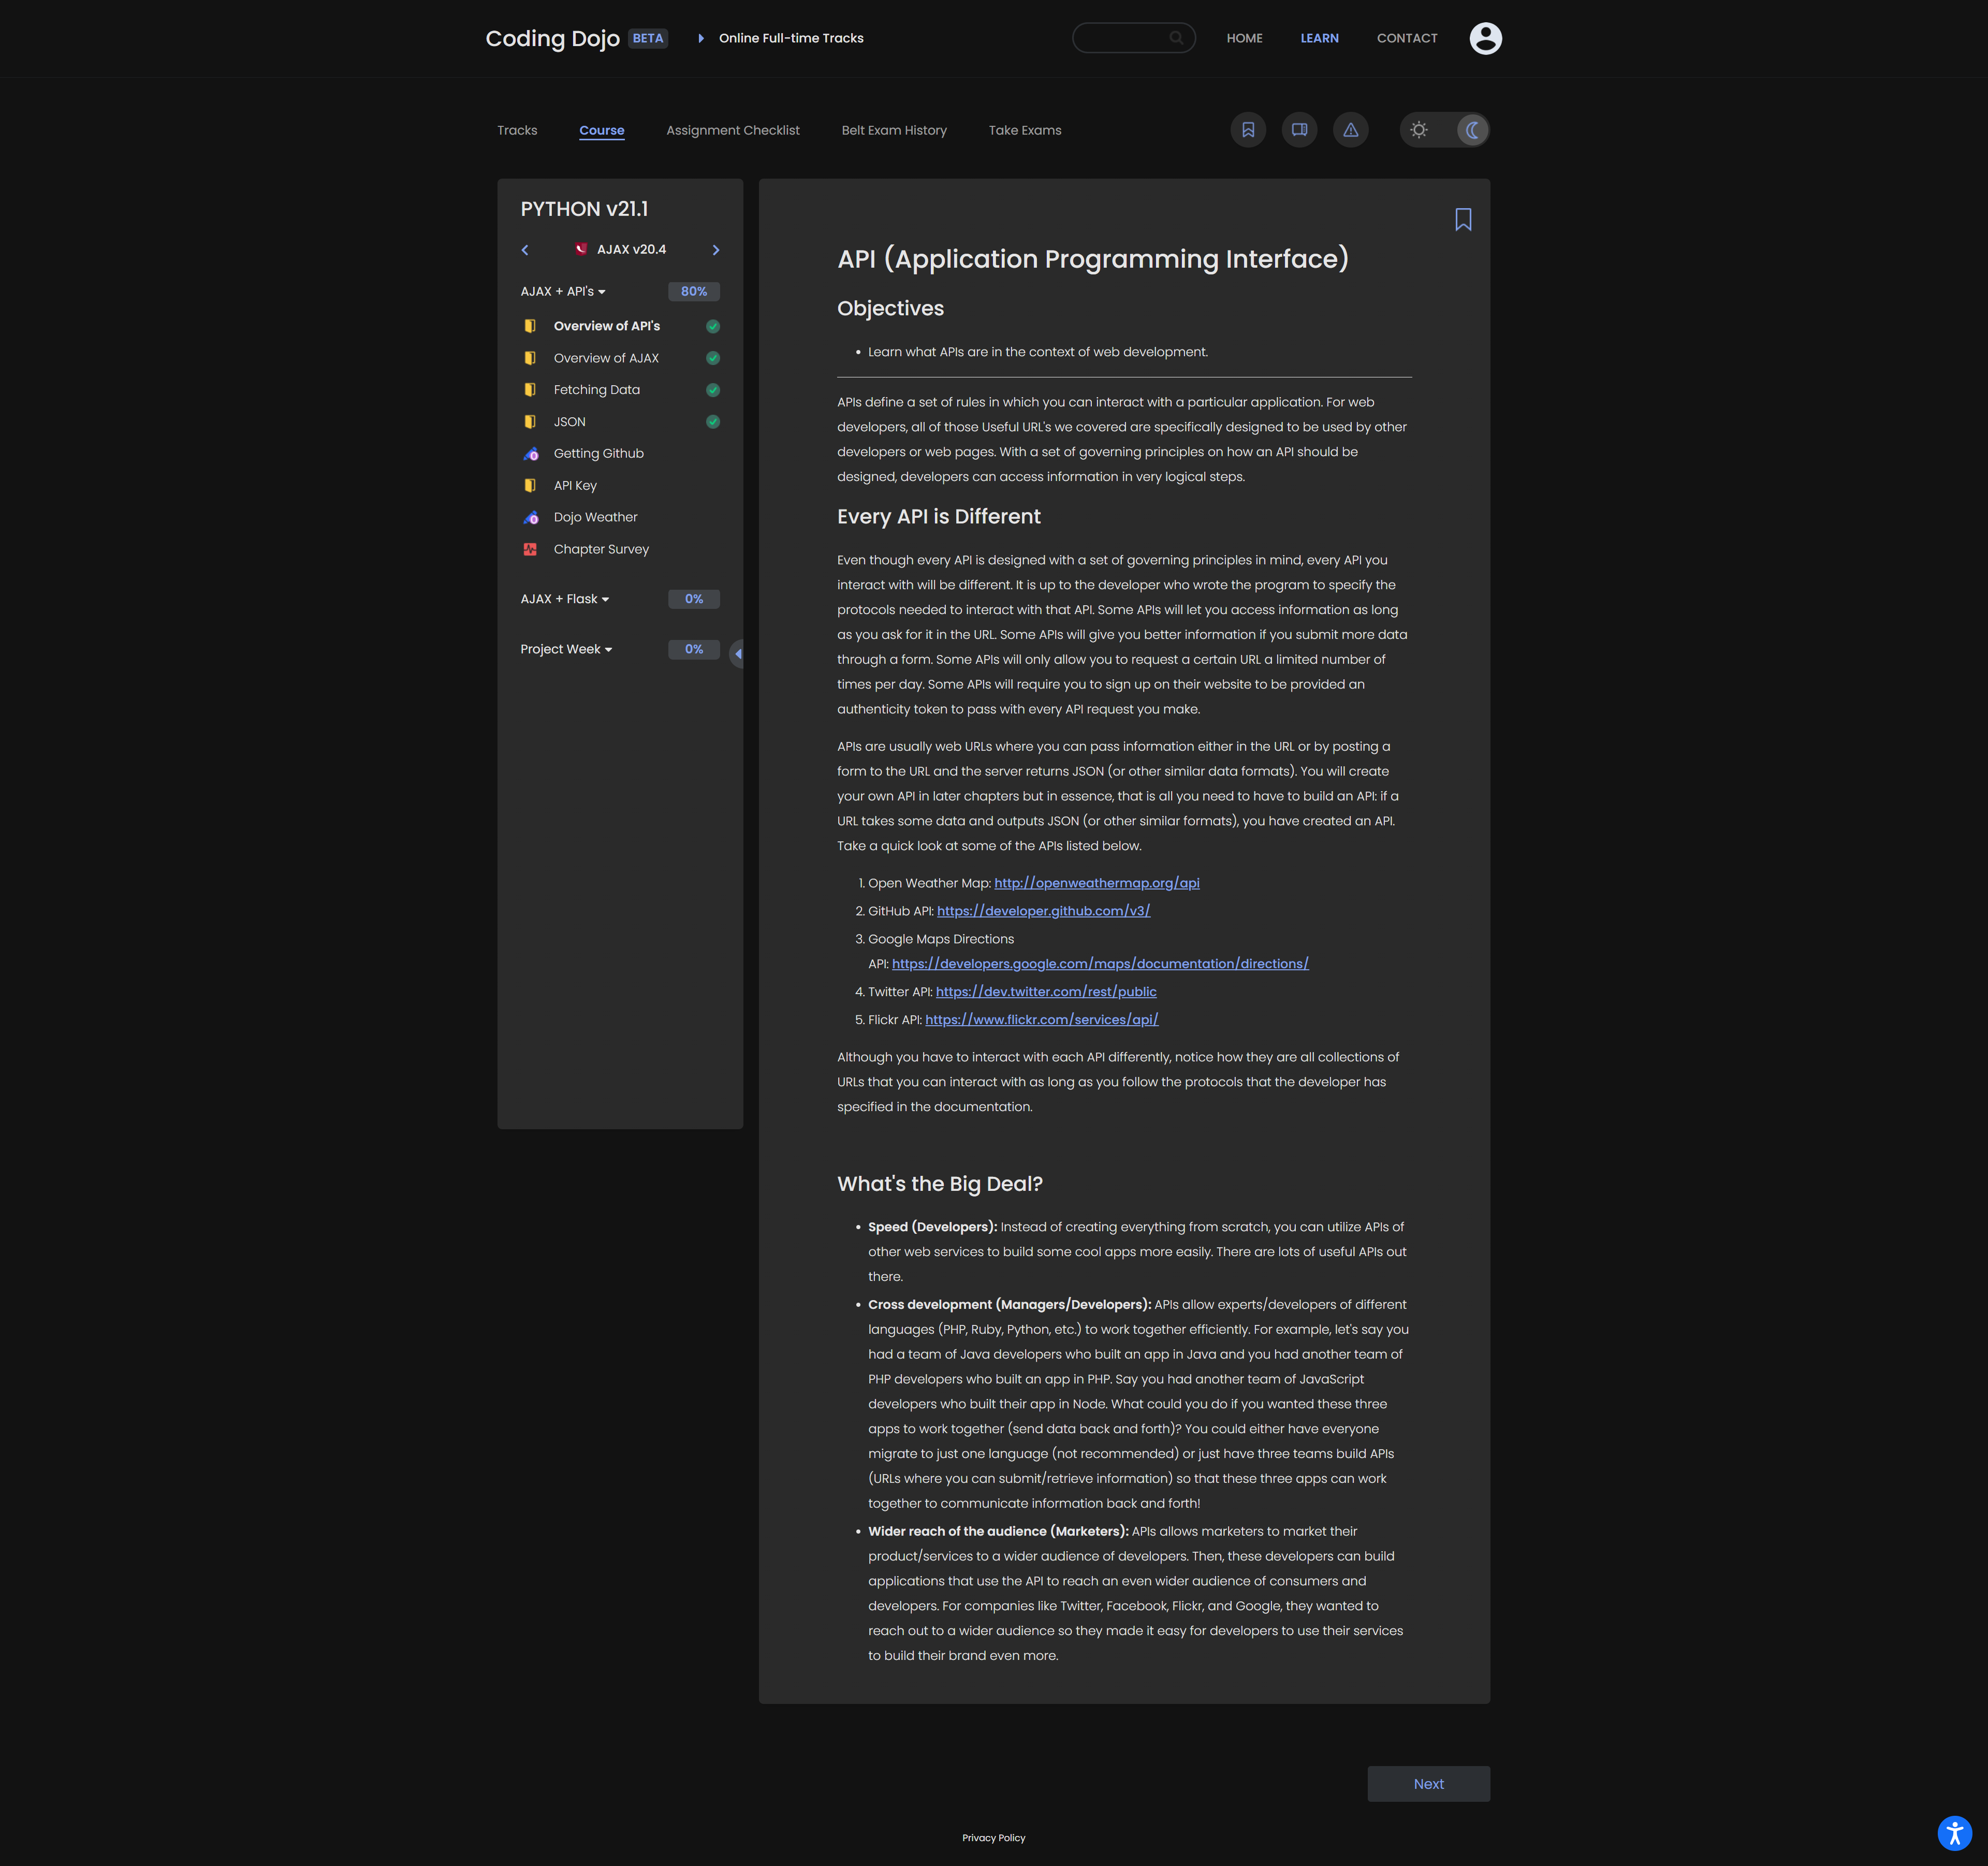 Coding Dojo BETA Online Full-time Tracks HOME LEARN CONTACT
Tracks Course Assignment Checklist Belt Exam History Take Exams
PYTHON v21.1
AJAX v20.4
AJAX + API's 80%
Overview of API's
Overview of AJAX
Fetching Data
JSON
Getting Github
API Key
Dojo Weather
Chapter Survey
AJAX + Flask 0%
Project Week 0%
API (Application Programming Interface)
Objectives
• Learn what APIs are in the context of web development.
APIs define a set of rules in which you can interact with a particular application. For web
developers, all of those Useful URL's we covered are specifically designed to be used by other
developers or web pages. With a set of governing principles on how an API should be
designed, developers can access information in very logical steps.
Every API is Different
Even though every API is designed with a set of governing principles in mind, every API you
interact with will be different. It is up to the developer who wrote the program to specify the
protocols needed to interact with that API. Some APIs will let you access information as long
as you ask for it in the URL. Some APIs will give you better information if you submit more data
through a form. Some APIs will only allow you to request a certain URL a limited number of
times per day. Some APIs will require you to sign up on their website to be provided an
authenticity token to pass with every API request you make.
APIs are usually web URLs where you can pass information either in the URL or by posting a
form to the URL and the server returns JSON (or other similar data formats). You will create
your own API in later chapters but in essence, that is all you need to have to build an API: if a
URL takes some data and outputs JSON (or other similar formats), you have created an API.
Take a quick look at some of the APIs listed below.
1. Open Weather Map: http://openweathermap.org/api
2. GitHub API: https://developer.github.com/v3/
3. Google Maps Directions
API: https://developers.google.com/maps/documentation/directions/
4. Twitter API: https://dev.twitter.com/rest/public
5. Flickr API: https://www.flickr.com/services/api/
Although you have to interact with each API differently, notice how they are all collections of
URLs that you can interact with as long as you follow the protocols that the developer has
specified in the documentation.
What's the Big Deal?
• Speed (Developers): Instead of creating everything from scratch, you can utilize APIs of
other web services to build some cool apps more easily. There are lots of useful APIs out
there.
• Cross development (Managers/Developers): APIs allow experts/developers of different
languages (PHP, Ruby, Python, etc.) to work together efficiently. For example, let's say you
had a team of Java developers who built an app in Java and you had another team of
PHP developers who built an app in PHP. Say you had another team of JavaScript
developers who built their app in Node. What could you do if you wanted these three
apps to work together (send data back and forth)? You could either have everyone
migrate to just one language (not recommended) or just have three teams build APIs
(URLs where you can submit/retrieve information) so that these three apps can work
together to communicate information back and forth!
• Wider reach of the audience (Marketers): APIs allows marketers to market their
product/services to a wider audience of developers. Then, these developers can build
applications that use the API to reach an even wider audience of consumers and
developers. For companies like Twitter, Facebook, Flickr, and Google, they wanted to
reach out to a wider audience so they made it easy for developers to use their services
to build their brand even more.
Next
Privacy Policy